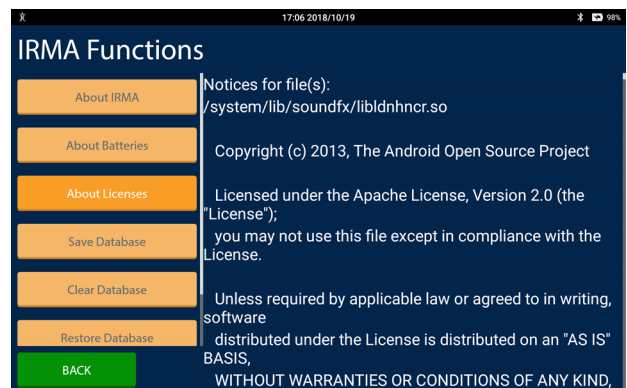 17:06 2018/10/19
98%
IRMA Functions
About IRMA
About Batteries
About Licenses
Save Database
Clear Database
Restore Database
BACK
Notices for file(s):
/system/lib/soundfx/libldnhncr.so
Copyright (c) 2013, The Android Open Source Project
Licensed under the Apache License, Version 2.0 (the
"License");
you may not use this file except in compliance with the
License.
Unless required by applicable law or agreed to in writing,
software
distributed under the License is distributed on an "AS IS"
BASIS,
WITHOUT WARRANTIES OR CONDITIONS OF ANY KIND,